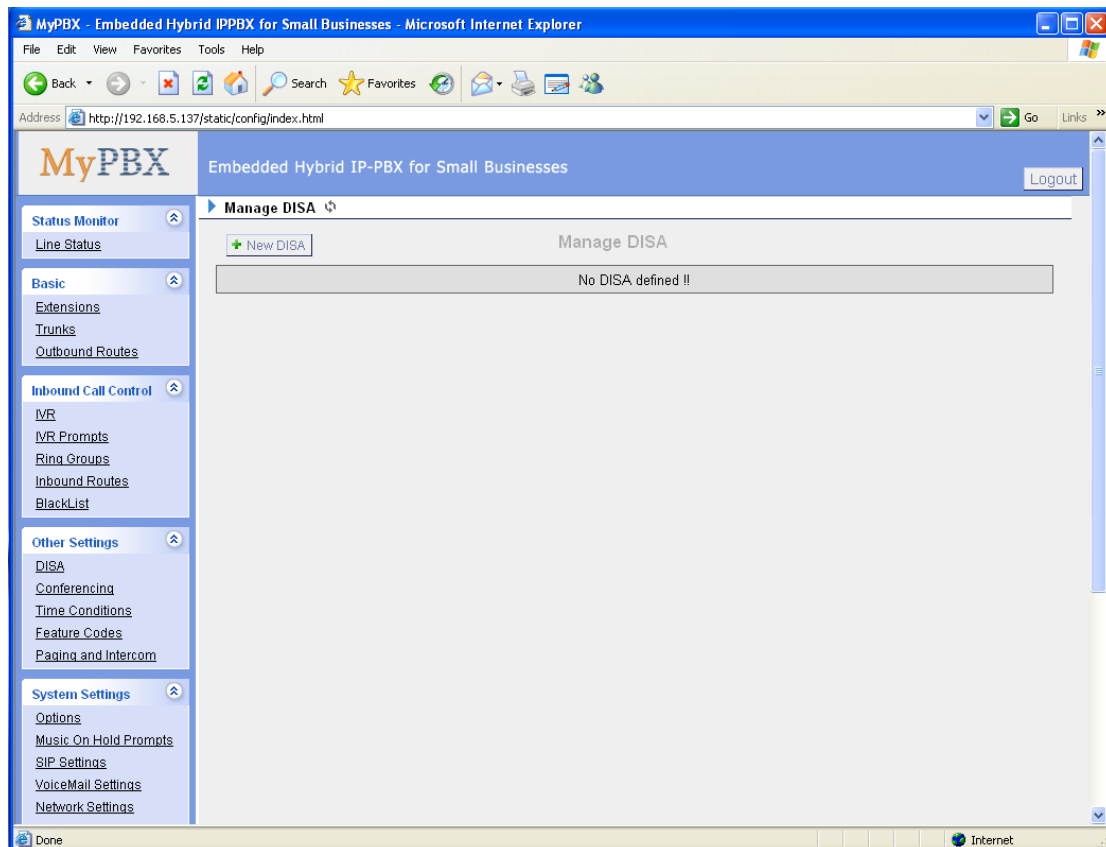 MyPBX - Embedded Hybrid IPPBX for Small Businesses - Microsoft Internet Explorer
File Edit View Favorites Tools Help
Back Search Favorites
Address http://192.168.5.137/static/config/index.html Go Links »
MyPBX Embedded Hybrid IP-PBX for Small Businesses
Logout
Manage DISA
New DISA Manage DISA
No DISA defined !!
Status Monitor
Line Status
Basic
Extensions
Trunks
Outbound Routes
Inbound Call Control
IVR
IVR Prompts
Ring Groups
Inbound Routes
BlackList
Other Settings
DISA
Conferencing
Time Conditions
Feature Codes
Paging and Intercom
System Settings
Options
Music On Hold Prompts
SIP Settings
VoiceMail Settings
Network Settings
Done Internet